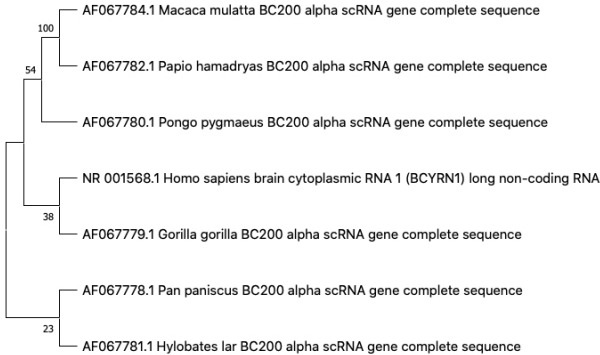 AF067784.1 Macaca mulatta BC200 alpha scRNA gene complete sequence
100
AF067782.1 Papio hamadryas BC200 alpha scRNA gene complete sequence
54
AF067780.1 Pongo pygmaeus BC200 alpha scRNA gene complete sequence
NR 001568.1 Homo sapiens brain cytoplasmic RNA 1 (BCYRN1) long non-coding RNA
38
AF067779.1 Gorilla gorilla BC200 alpha scRNA gene complete sequence
AF067778.1 Pan paniscus BC200 alpha scRNA gene complete sequence
23
AF067781.1 Hylobates lar BC200 alpha scRNA gene complete sequence